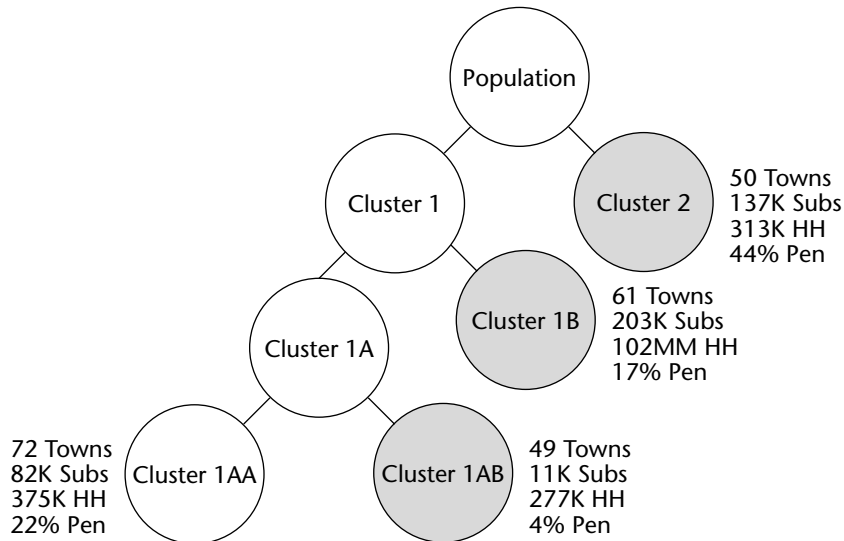 Population
Cluster 1
Cluster 2
50 Towns
137K Subs
313K HH
44% Pen
Cluster 1A
Cluster 1B
61 Towns
203K Subs
102MM HH
17% Pen
72 Towns
82K Subs
375K HH
22% Pen
Cluster 1AA
Cluster 1AB
49 Towns
11K Subs
277K HH
4% Pen